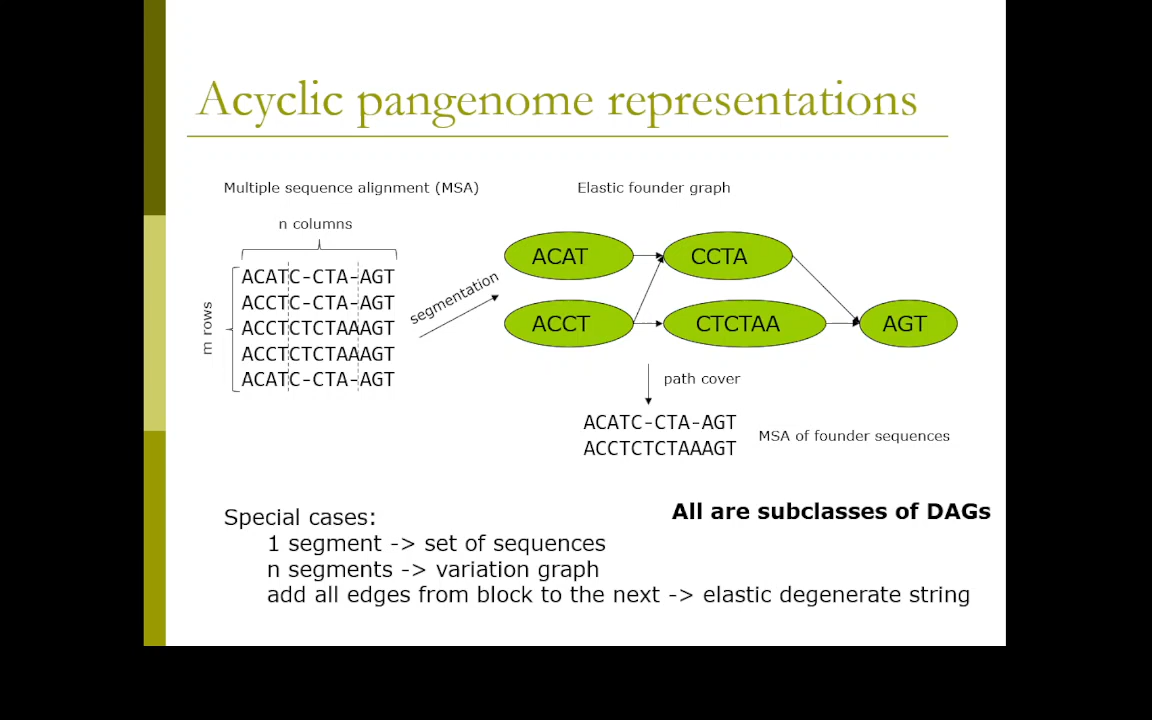 Acyclic pangenome representations
Multiple sequence alignment (MSA)
n columns
m rows
ACATC-CTA-AGT
ACCTC-CTA-AGT
ACCTCTCTAAAGT
ACCTCTCTAAAGT
ACATC-CTA-AGT
segmentation
Elastic founder graph
ACAT
CCTA
ACCT
CTCTAA
AGT
path cover
ACATC-CTA-AGT
ACCTCTCTAAAGT
MSA of founder sequences
All are subclasses of DAGs
Special cases:
1 segment -> set of sequences
n segments -> variation graph
add all edges from block to the next -> elastic degenerate string